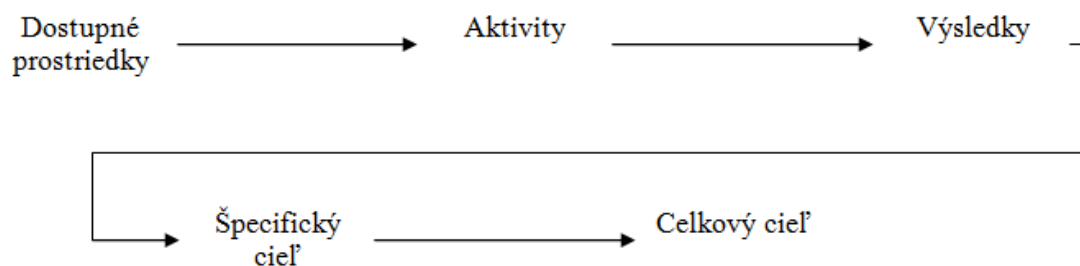 Dostupné
prostriedky
Aktivity
Výsledky
Špecifický
cieľ
Celkový cieľ